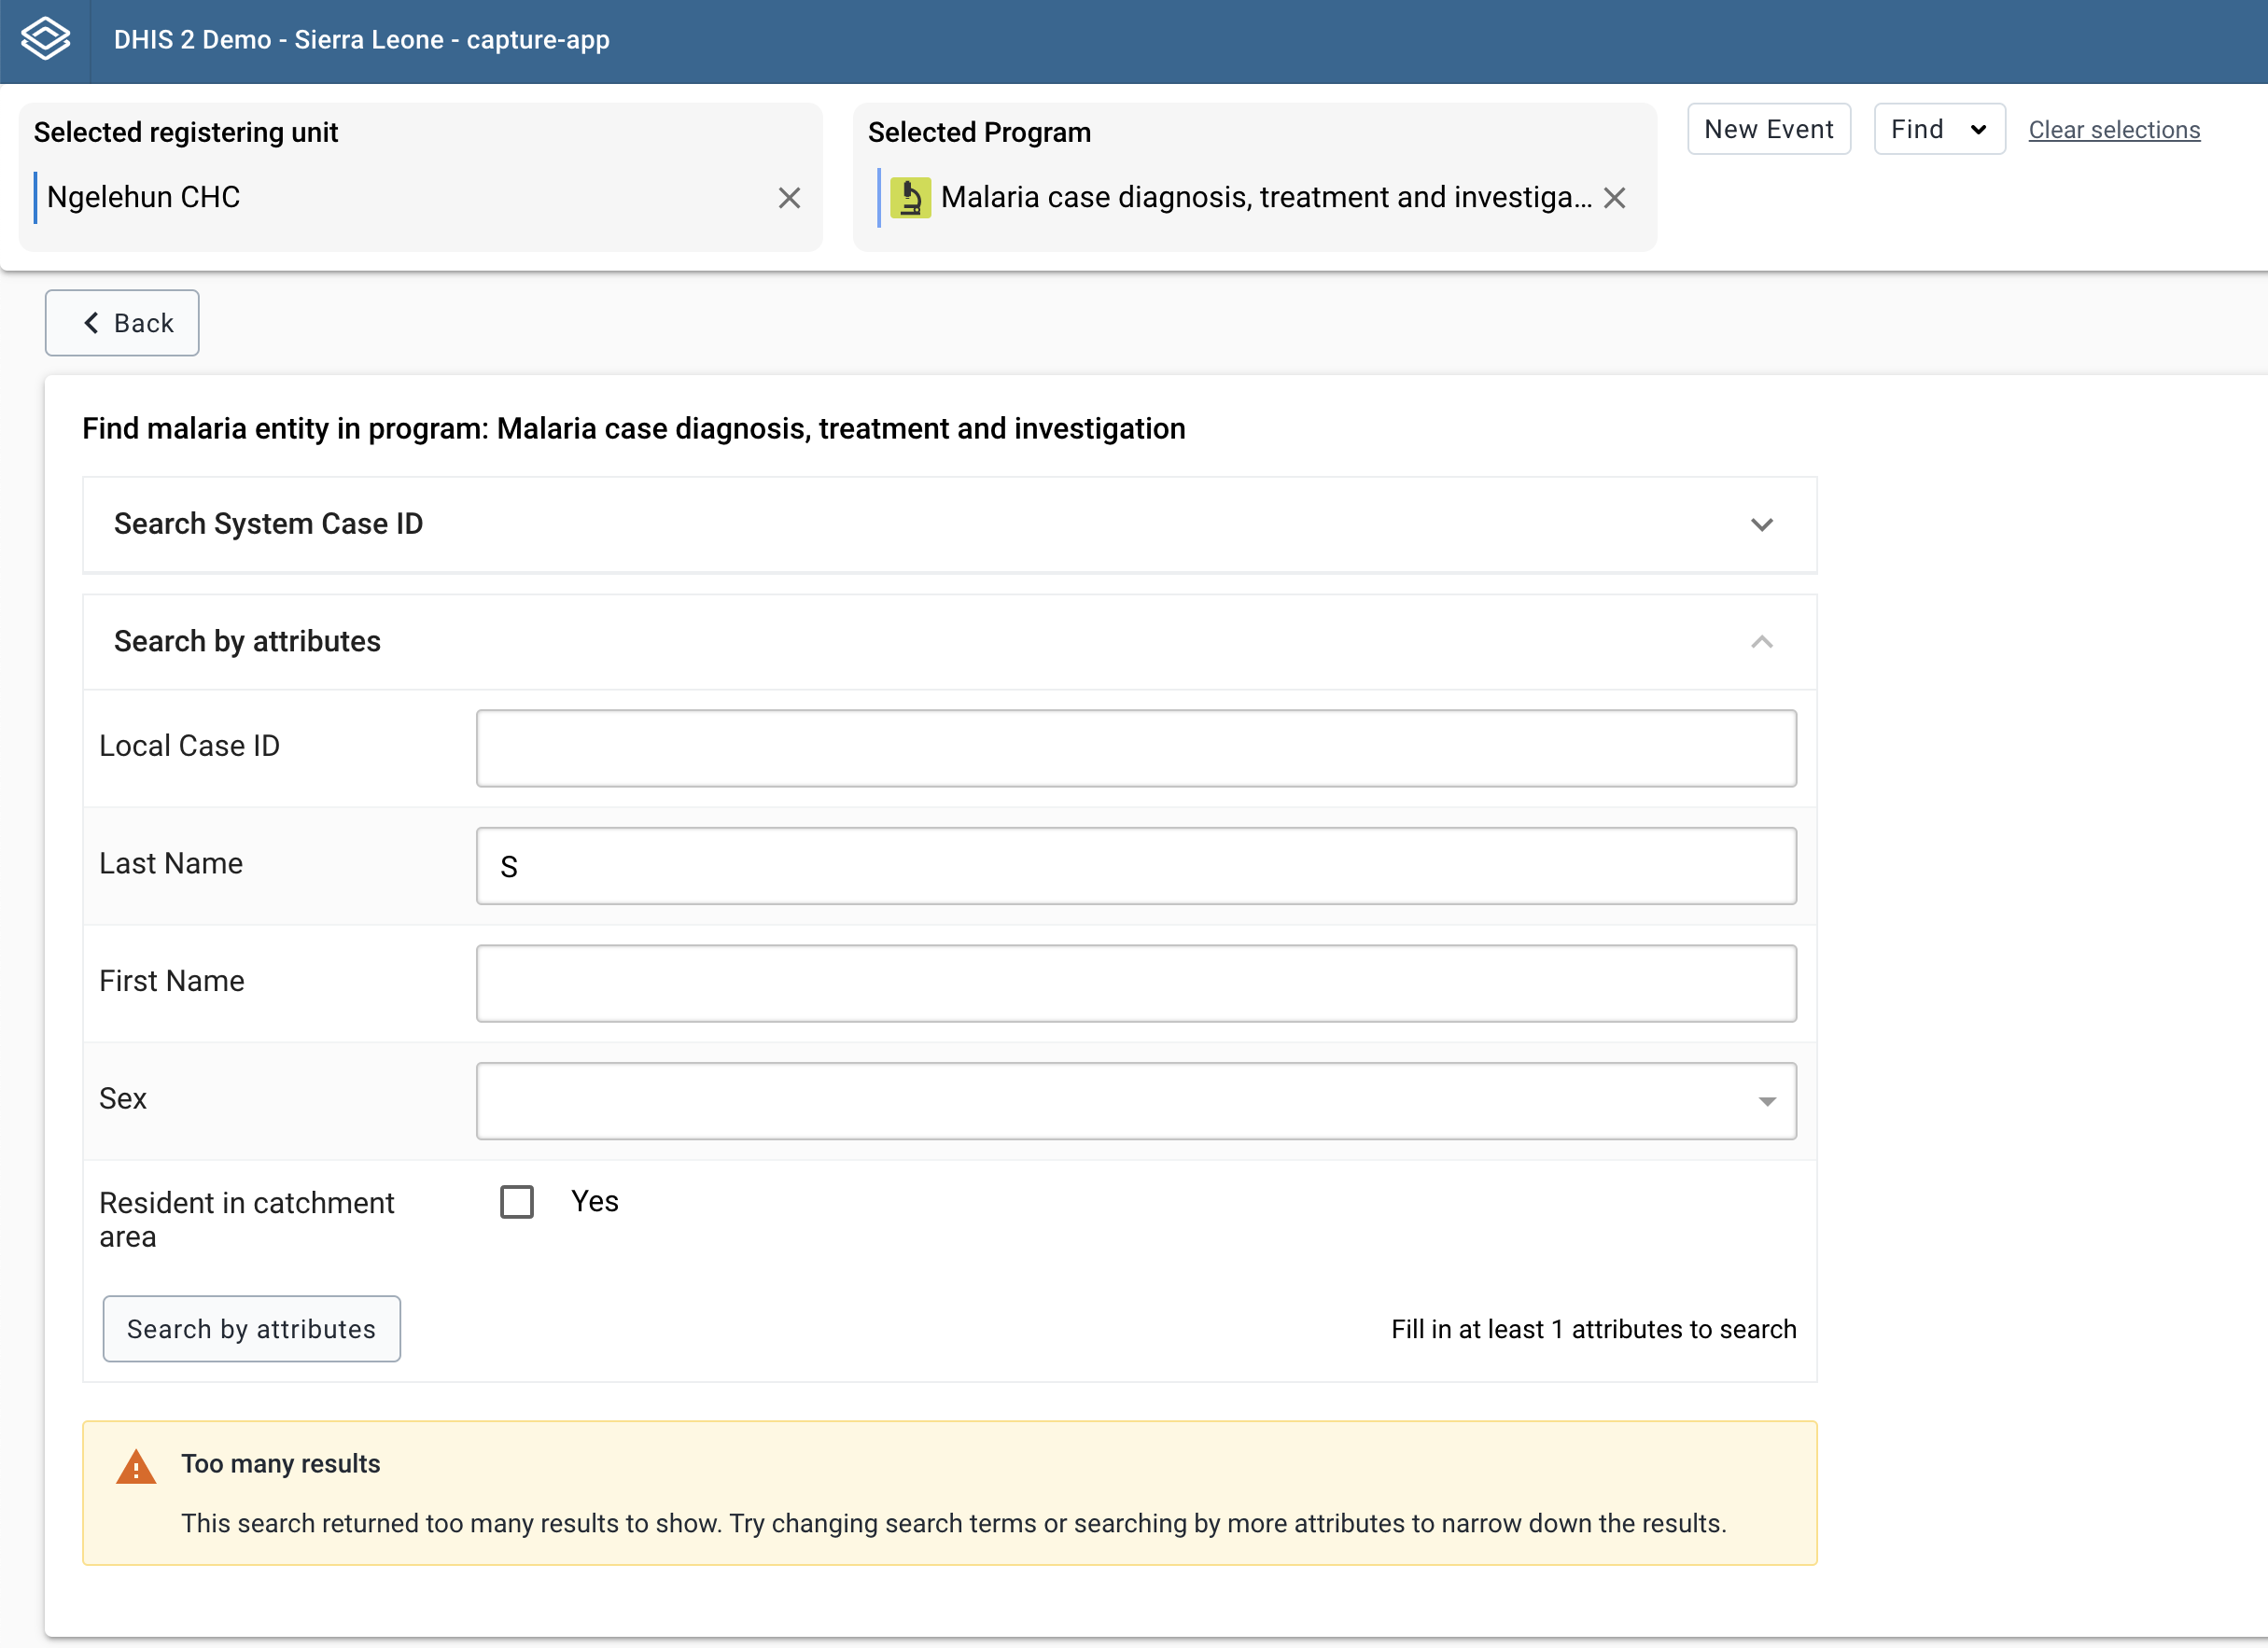 DHIS 2 Demo - Sierra Leone - capture-app
Selected registering unit
Ngelehun CHC
Selected Program
Malaria case diagnosis, treatment and investiga...
New Event
Find
Clear selections
Back
Find malaria entity in program: Malaria case diagnosis, treatment and investigation
Search System Case ID
Search by attributes
Local Case ID
Last Name
S
First Name
Sex
Resident in catchment
area
Yes
Search by attributes
Fill in at least 1 attributes to search
Too many results
This search returned too many results to show. Try changing search terms or searching by more attributes to narrow down the results.